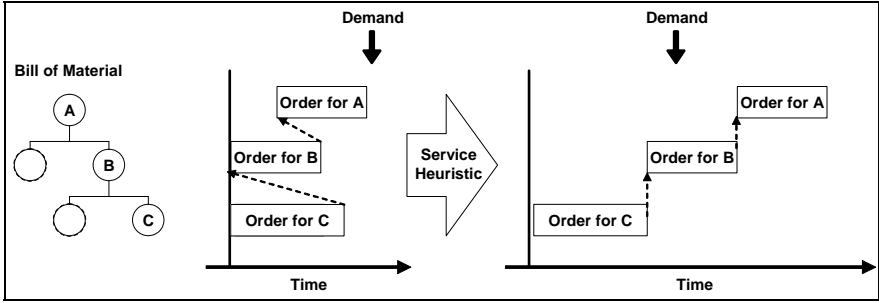 Demand
Demand
Bill of Material
A
B
C
Order for A
Order for B
Order for C
Service
Heuristic
Order for A
Order for B
Order for C
Time
Time